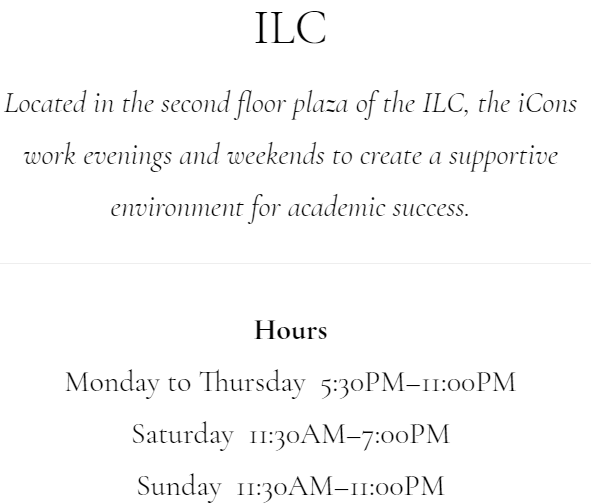 ILC
Located in the second floor plaza of the ILC, the iCons
work evenings and weekends to create a supportive
environment for academic success.
Hours
Monday to Thursday 5:30PM–11:00PM
Saturday 11:30AM–7:00PM
Sunday 11:30AM–11:00PM